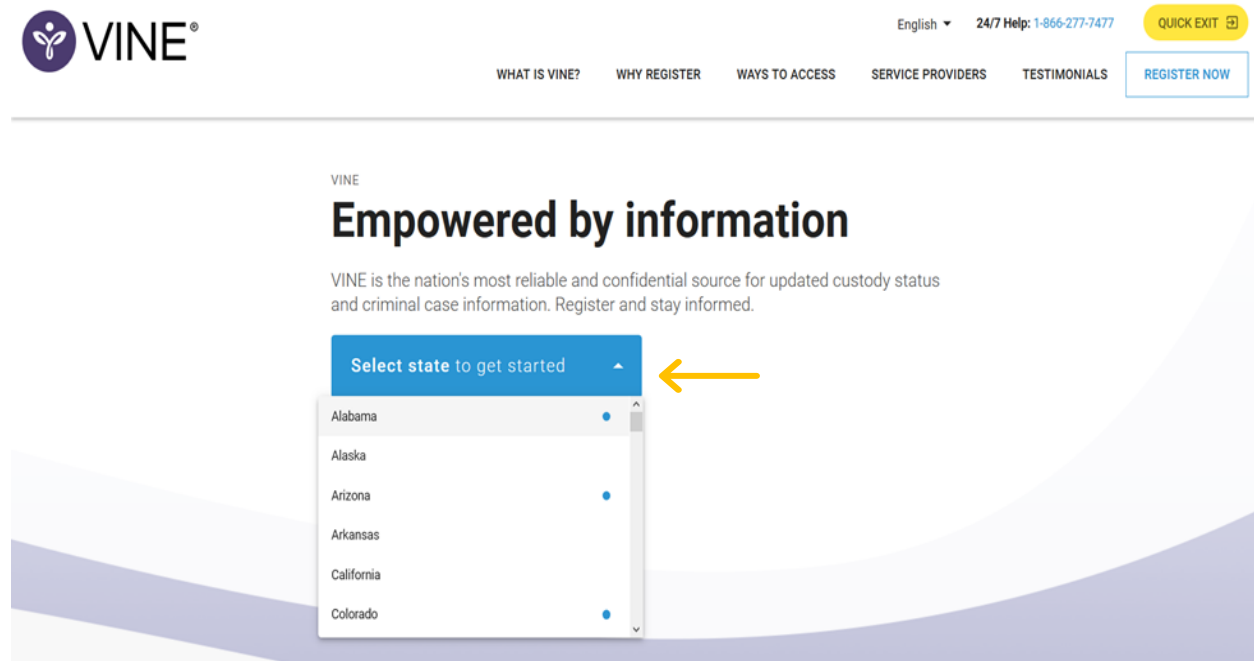 VINE®
English
24/7 Help: 1-866-277-7477
QUICK EXIT
WHAT IS VINE?
WHY REGISTER
WAYS TO ACCESS
SERVICE PROVIDERS
TESTIMONIALS
REGISTER NOW
VINE
Empowered by information
VINE is the nation's most reliable and confidential source for updated custody status
and criminal case information. Register and stay informed.
Select state to get started
Alabama
Alaska
Arizona
Arkansas
California
Colorado